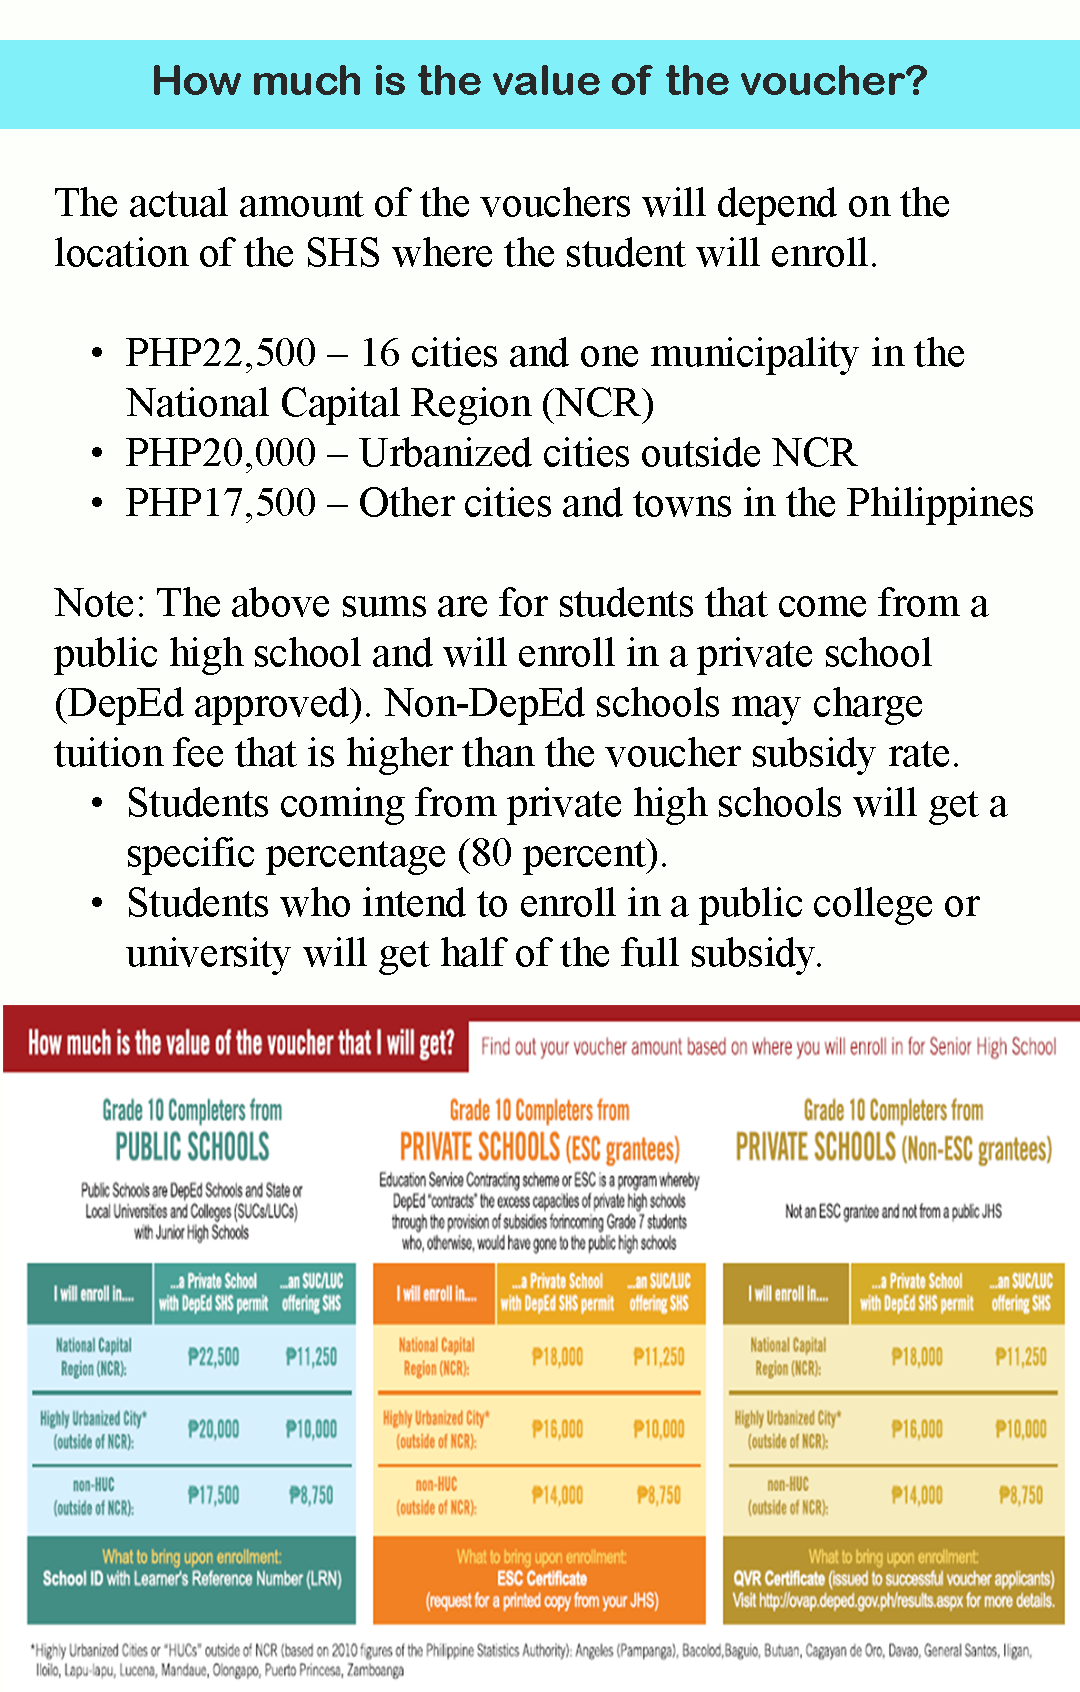 How much is the value of the voucher?
The actual amount of the vouchers will depend on the
location of the SHS where the student will enroll.
• PHP22,500 – 16 cities and one municipality in the
National Capital Region (NCR)
• PHP20,000 – Urbanized cities outside NCR
• PHP17,500 – Other cities and towns in the Philippines
Note: The above sums are for students that come from a
public high school and will enroll in a private school
(DepEd approved). Non-DepEd schools may charge
tuition fee that is higher than the voucher subsidy rate.
• Students coming from private high schools will get a
specific percentage (80 percent).
• Students who intend to enroll in a public college or
university will get half of the full subsidy.
How much is the value of the voucher that I will get?
Find out your voucher amount based on where you will enroll in for Senior High School
Grade 10 Completers from
PUBLIC SCHOOLS
Public Schools are DepEd Schools and State or
Local Universities and Colleges (SUCs/LUCs)
with Junior High Schools
I will enroll in....
...a Private School
with DepEd SHS permit
...an SUC/LUC
offering SHS
National Capital
Region (NCR):
₱22,500
₱11,250
Highly Urbanized City*
(outside of NCR):
₱20,000
₱10,000
non-HUC
(outside of NCR):
₱17,500
₱8,750
What to bring upon enrollment:
School ID with Learner's Reference Number (LRN)
Grade 10 Completers from
PRIVATE SCHOOLS (ESC grantees)
Education Service Contracting scheme or ESC is a program whereby
DepEd "contracts" the excess capacities of private high schools
through the provision of subsidies forincoming Grade 7 students
who, otherwise, would have gone to the public high schools
I will enroll in....
...a Private School
with DepEd SHS permit
...an SUC/LUC
offering SHS
National Capital
Region (NCR):
₱18,000
₱11,250
Highly Urbanized City*
(outside of NCR):
₱16,000
₱10,000
non-HUC
(outside of NCR):
₱14,000
₱8,750
What to bring upon enrollment:
ESC Certificate
(request for a printed copy from your JHS)
Grade 10 Completers from
PRIVATE SCHOOLS (Non-ESC grantees)
Not an ESC grantee and not from a public JHS
I will enroll in....
...a Private School
with DepEd SHS permit
...an SUC/LUC
offering SHS
National Capital
Region (NCR):
₱18,000
₱11,250
Highly Urbanized City*
(outside of NCR):
₱16,000
₱10,000
non-HUC
(outside of NCR):
₱14,000
₱8,750
What to bring upon enrollment:
QVR Certificate (issued to successful voucher applicants)
Visit http://ovap.deped.gov.ph/results.aspx for more details.
*Highly Urbanized Cities or "HUCs" outside of NCR (based on 2010 figures of the Philippine Statistics Authority): Angeles (Pampanga), Bacolod,Baguio, Butuan, Cagayan de Oro, Davao, General Santos, Iligan,
Iloilo, Lapu-lapu, Lucena, Mandaue, Olongapo, Puerto Princesa, Zamboanga